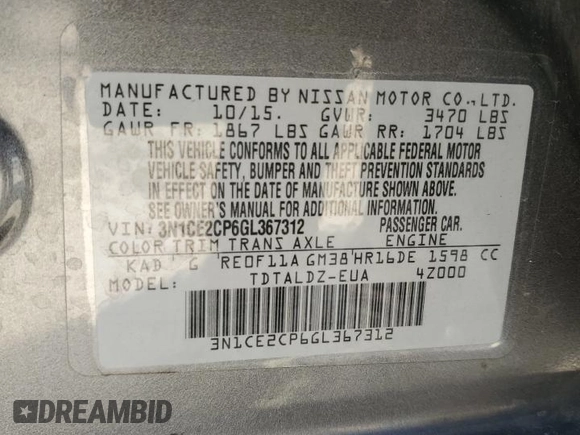 MANUFACTURED BY NISSAN MOTOR CO.,LTD.
DATE: 10/15. GVWR: 3470 LBS
GAWR FR: 1867 LBS GAWR RR: 1704 LBS
THIS VEHICLE CONFORMS TO ALL APPLICABLE FEDERAL MOTOR
VEHICLE SAFETY, BUMPER AND THEFT PREVENTION STANDARDS
IN EFFECT ON THE DATE OF MANUFACTURE SHOWN ABOVE.
SEE OWNER'S MANUAL FOR ADDITIONAL INFORMATION.
VIN: 3N1CE2CP6GL367312 PASSENGER CAR.
COLOR TRIM TRANS AXLE ENGINE
KAD G RE0F11A GM38 HR16DE 1598 CC
MODEL: TDTALDZ-EUA 4Z000
3N1CE2CP6GL367312
DREAMBID